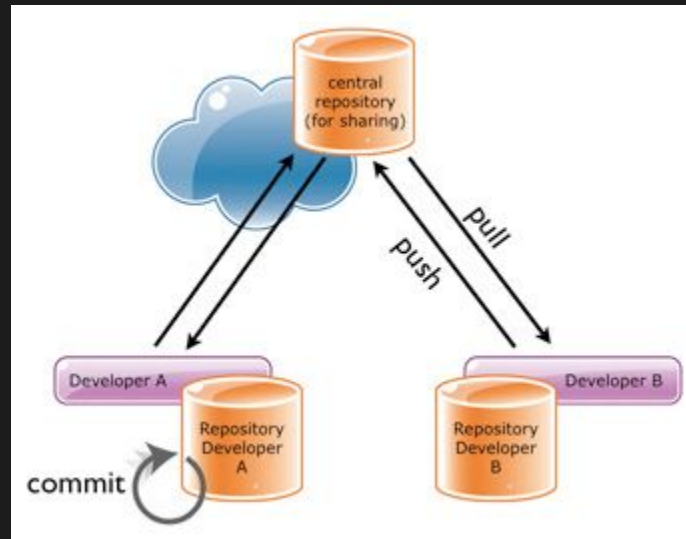 central
repository
(for sharing)
pull
push
Developer A
Developer B
Repository
Developer
A
Repository
Developer
B
commit